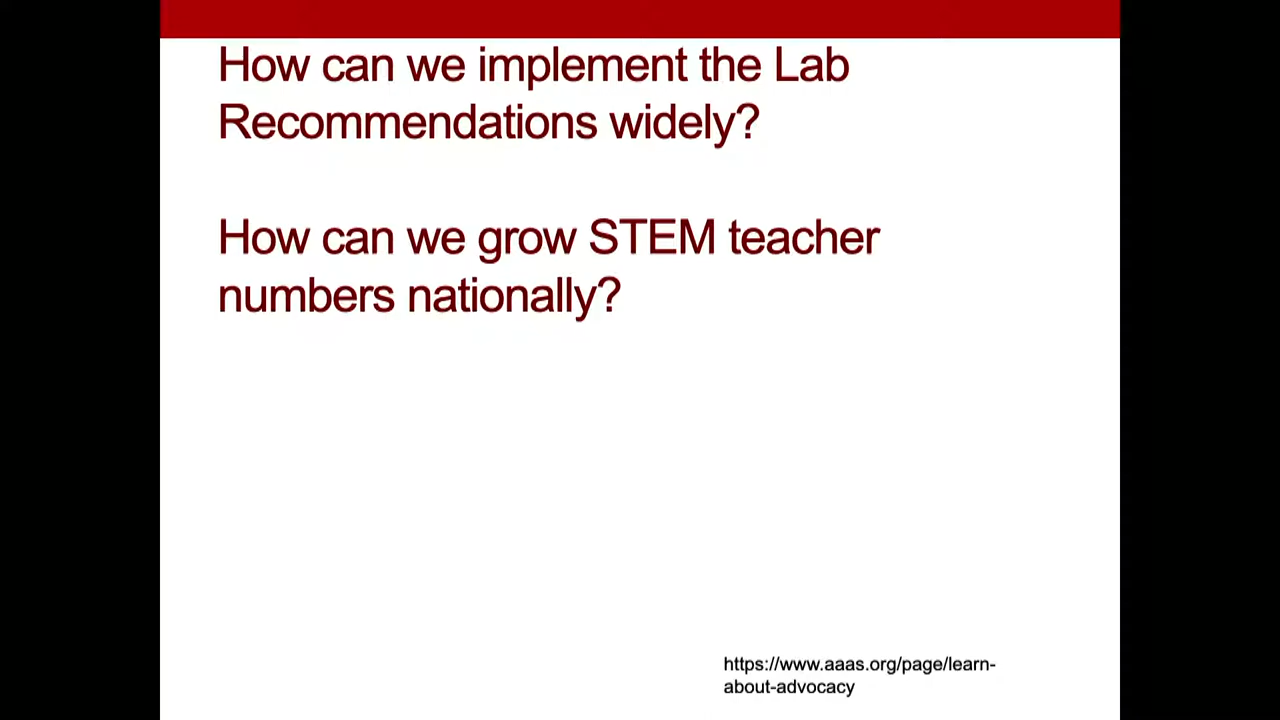 How can we implement the Lab
Recommendations widely?
How can we grow STEM teacher
numbers nationally?
https://www.aaas.org/page/learn-
about-advocacy